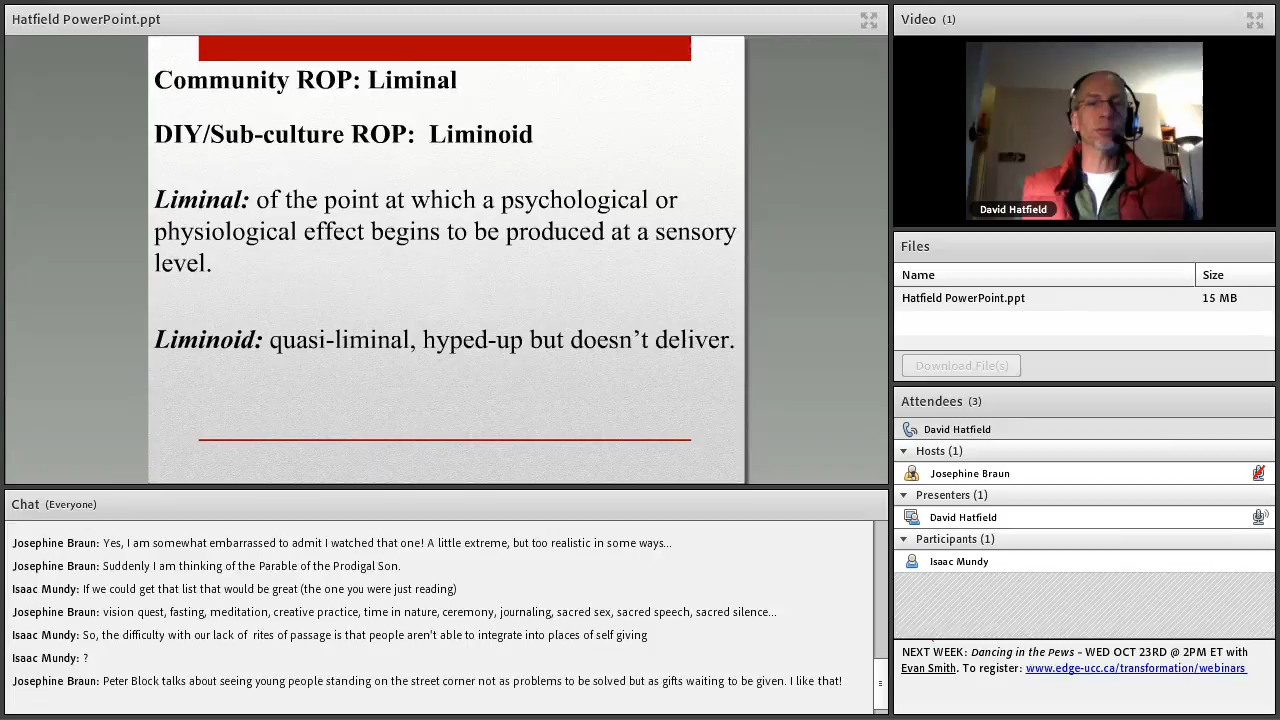 Hatfield PowerPoint.ppt
Community ROP: Liminal
DIY/Sub-culture ROP: Liminoid
Liminal: of the point at which a psychological or
physiological effect begins to be produced at a sensory
level.
Liminoid: quasi-liminal, hyped-up but doesn’t deliver.
Chat (Everyone)
Josephine Braun: Yes, I am somewhat embarrassed to admit I watched that one! A little extreme, but too realistic in some ways...
Josephine Braun: Suddenly I am thinking of the Parable of the Prodigal Son.
Isaac Mundy: If we could get that list that would be great (the one you were just reading)
Josephine Braun: vision quest, fasting, meditation, creative practice, time in nature, ceremony, journaling, sacred sex, sacred speech, sacred silence...
Isaac Mundy: So, the difficulty with our lack of rites of passage is that people aren't able to integrate into places of self giving
Isaac Mundy: ?
Josephine Braun: Peter Block talks about seeing young people standing on the street corner not as problems to be solved but as gifts waiting to be given. I like that!
Video (1)
David Hatfield
Files
Name Size
Hatfield PowerPoint.ppt 15 MB
Download File(s)
Attendees (3)
David Hatfield
Hosts (1)
Josephine Braun
Presenters (1)
David Hatfield
Participants (1)
Isaac Mundy
NEXT WEEK: Dancing in the Pews - WED OCT 23RD @ 2PM ET with
Evan Smith. To register: www.edge-ucc.ca/transformation/webinars